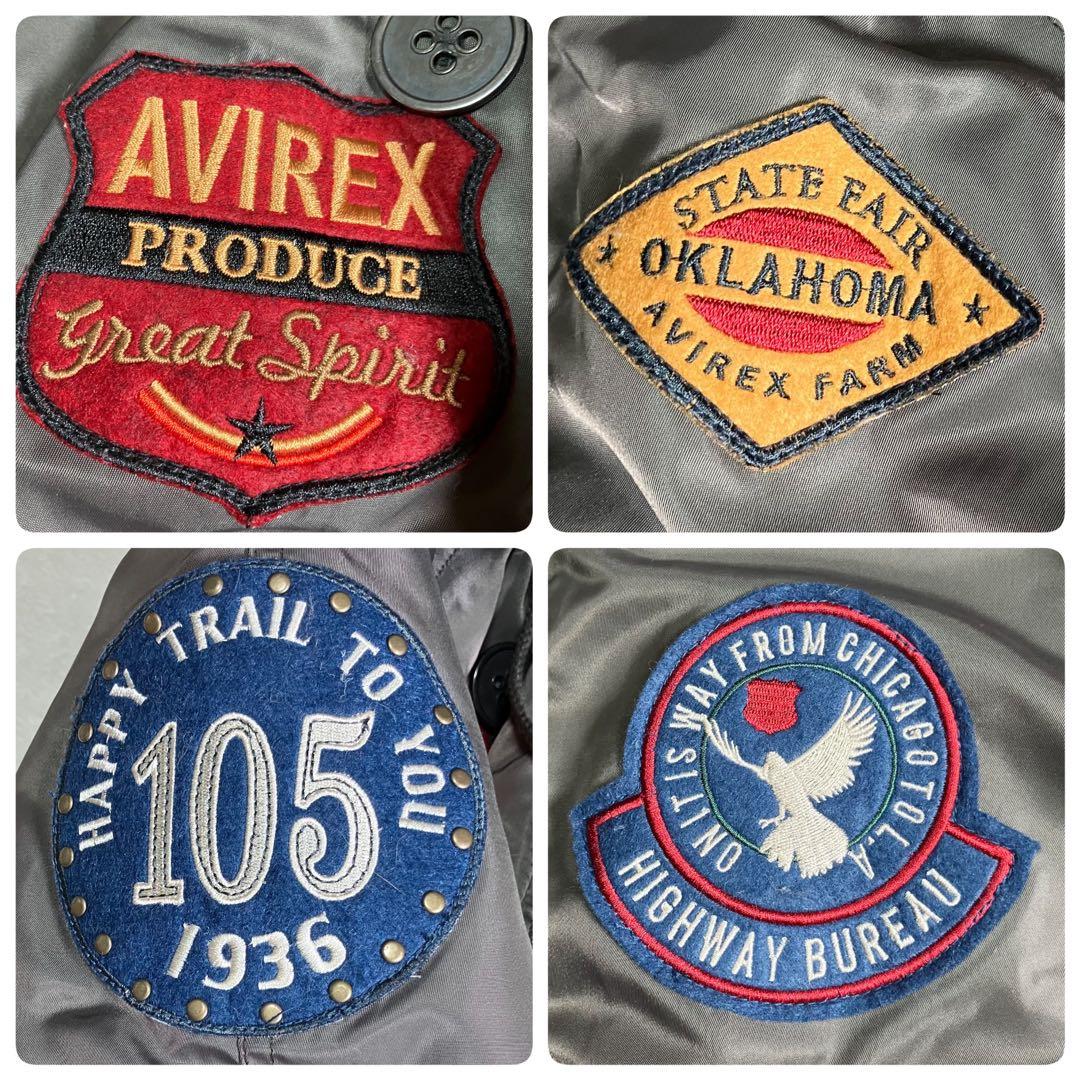 AVIREX
PRODUCE
Great Spirit
STATE FAIR
OKLAHOMA
AVIREX FARM
HAPPY TRAIL TO YOU
105
1936
ON IT IS WAY FROM CHICAGO TO L.A
HIGHWAY BUREAU